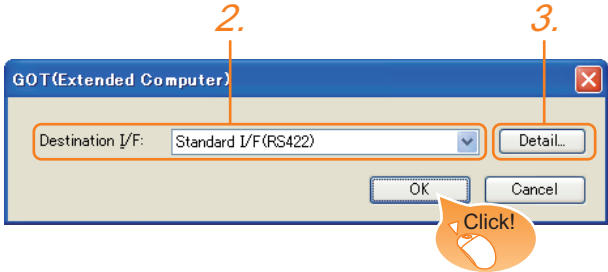 2.
3.
GOT(Extended Computer)
Destination I/F:
Standard I/F(RS422)
Detail...
OK
Cancel
Click!